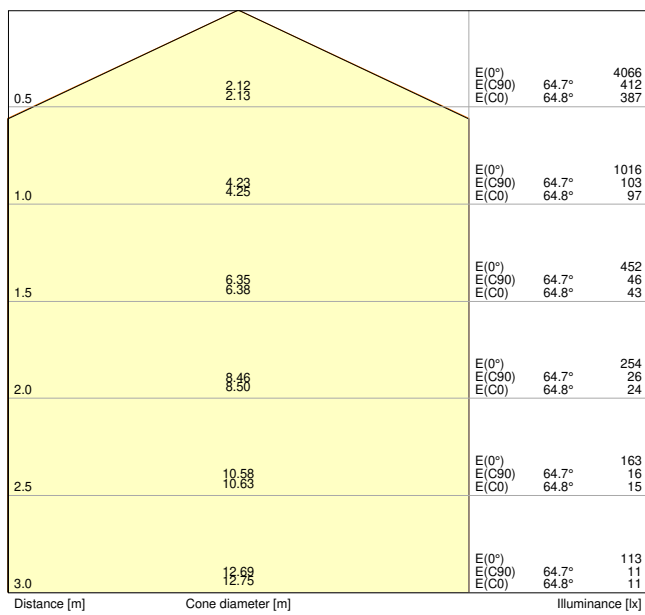 E(0°) 4066
2.12 E(C90) 64.7° 412
0.5 2.13 E(C0) 64.8° 387
E(0°) 1016
4.23 E(C90) 64.7° 103
1.0 4.25 E(C0) 64.8° 97
E(0°) 452
6.35 E(C90) 64.7° 46
1.5 6.38 E(C0) 64.8° 43
E(0°) 254
8.46 E(C90) 64.7° 26
2.0 8.50 E(C0) 64.8° 24
E(0°) 163
10.58 E(C90) 64.7° 16
2.5 10.63 E(C0) 64.8° 15
E(0°) 113
12.69 E(C90) 64.7° 11
3.0 12.75 E(C0) 64.8° 11
Distance [m] Cone diameter [m] Illuminance [lx]